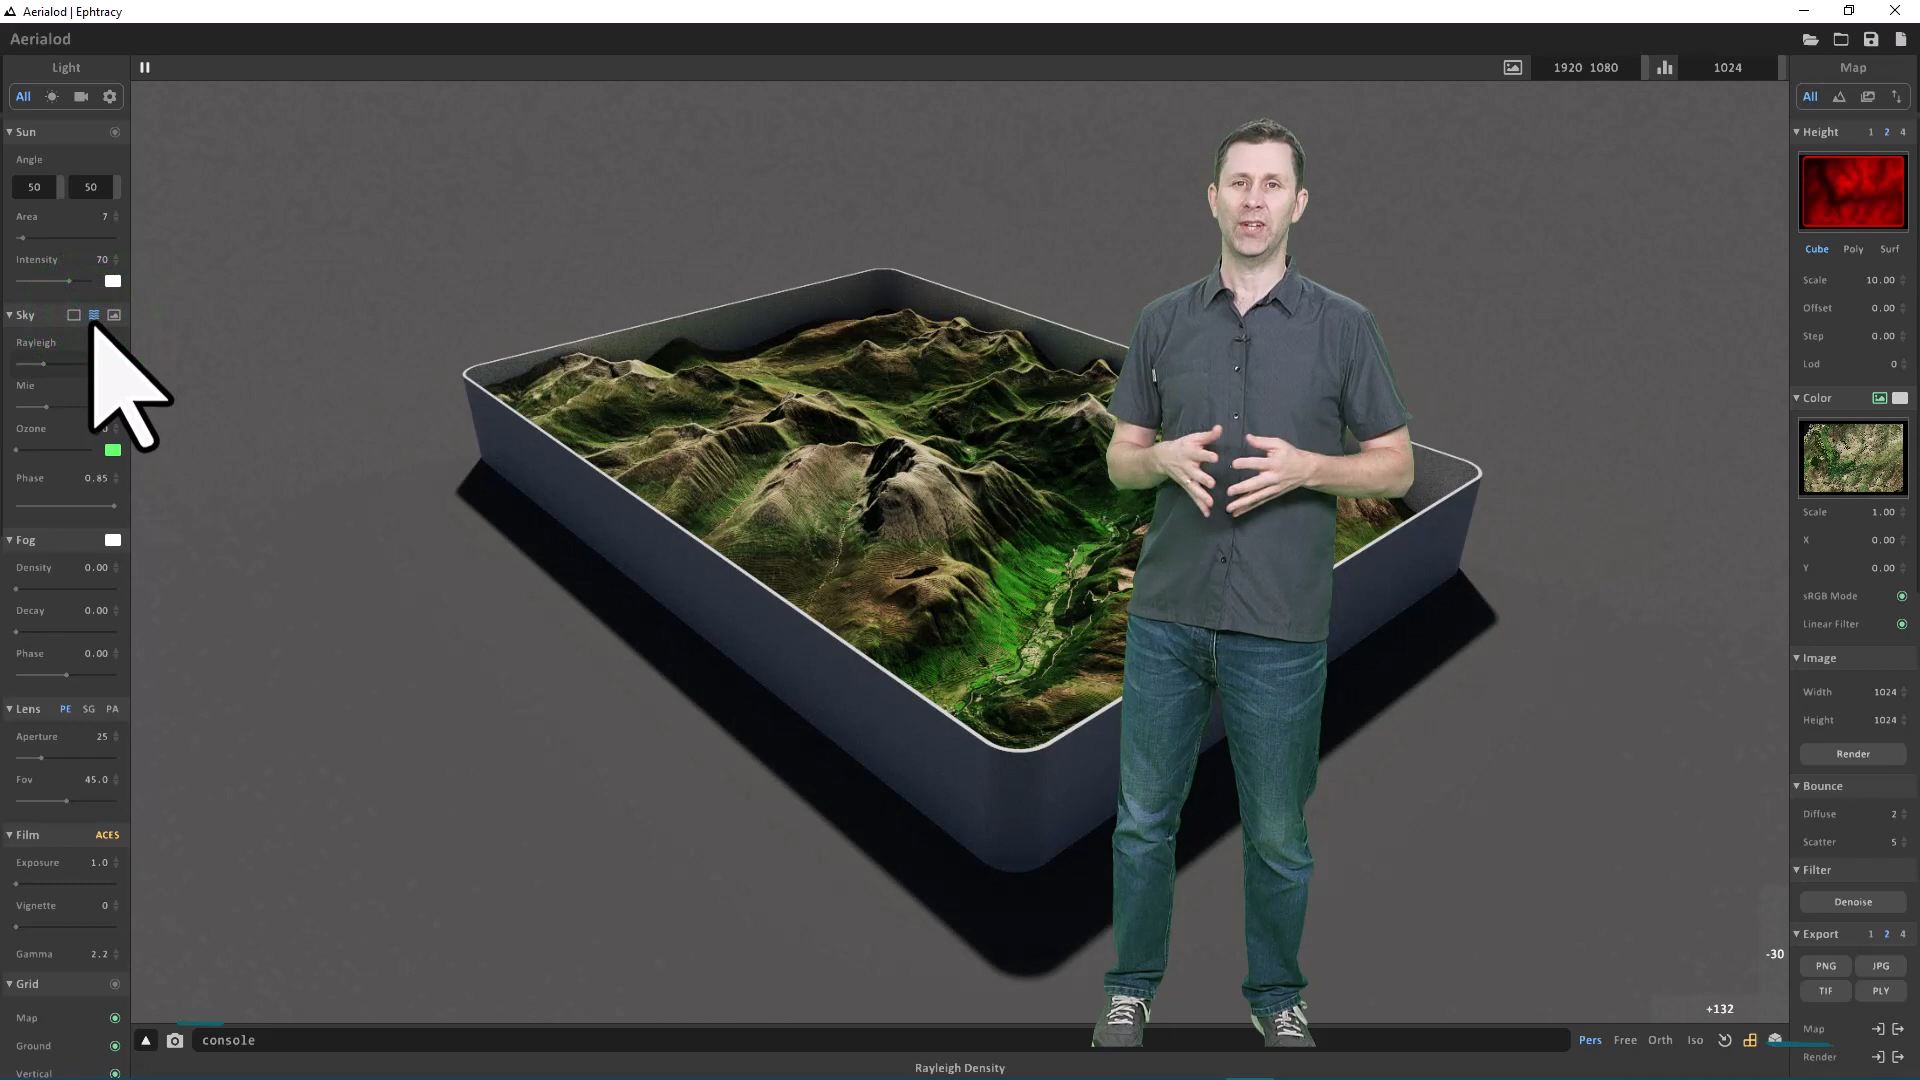 Aerialod | Ephtracy
Aerialod
Light
1920 1080
1024
Map
All
All
Sun
Angle
50 50
Area 7
Intensity 70
Sky
Rayleigh
Mie
Ozone
Phase 0.85
Fog
Density 0.00
Decay 0.00
Phase 0.00
Lens PE SG PA
Aperture 25
Fov 45.0
Film ACES
Exposure 1.0
Vignette 0
Gamma 2.2
Grid
Map
Ground
Vertical
Height 1 2 4
Cube Poly Surf
Scale 10.00
Offset 0.00
Step 0.00
Lod 0
Color
Scale 1.00
X 0.00
Y 0.00
sRGB Mode
Linear Filter
Image
Width 1024
Height 1024
Render
Bounce
Diffuse 2
Scatter 5
Filter
Denoise
Export 1 2 4
PNG JPG
TIF PLY
Map
Render
-30
+132
console
Pers Free Orth Iso
Rayleigh Density